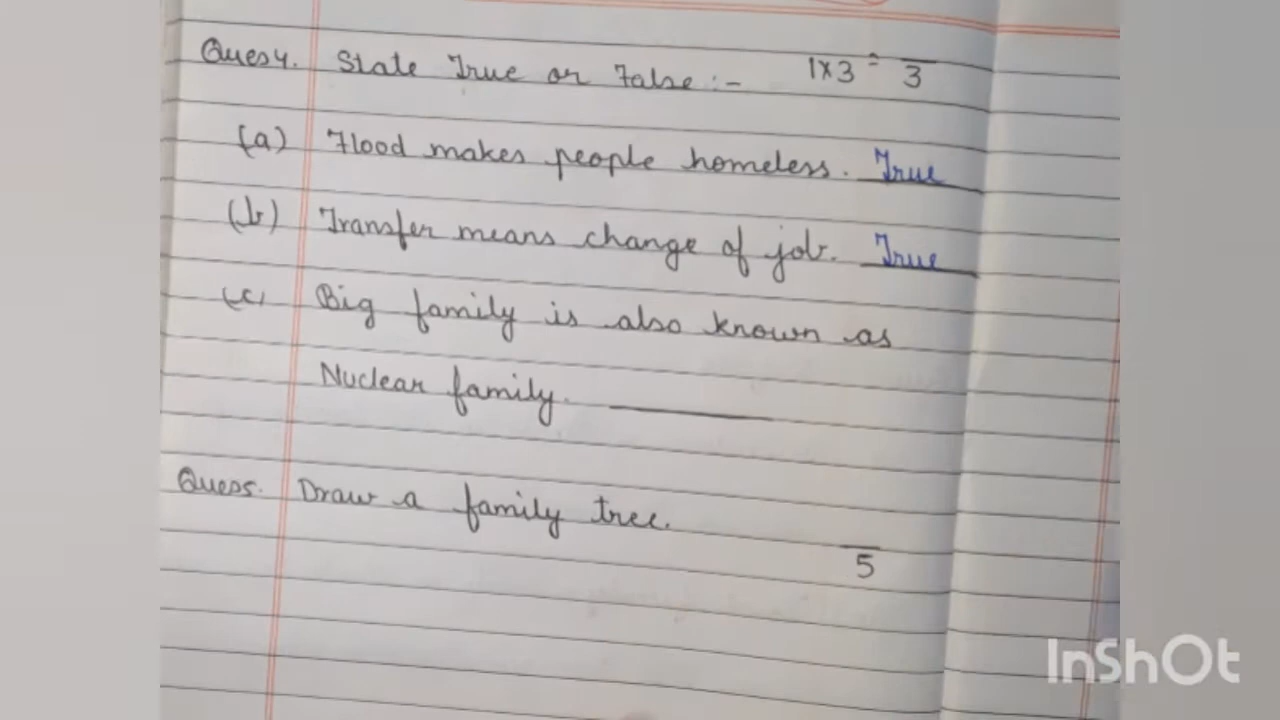 Ques4. State True or False :- 1x3 = 3
(a) Flood makes people homeless. True
(b) Transfer means change of job. True
(c) Big family is also known as
Nuclear family.
Ques5. Draw a family tree.
5
InShOt